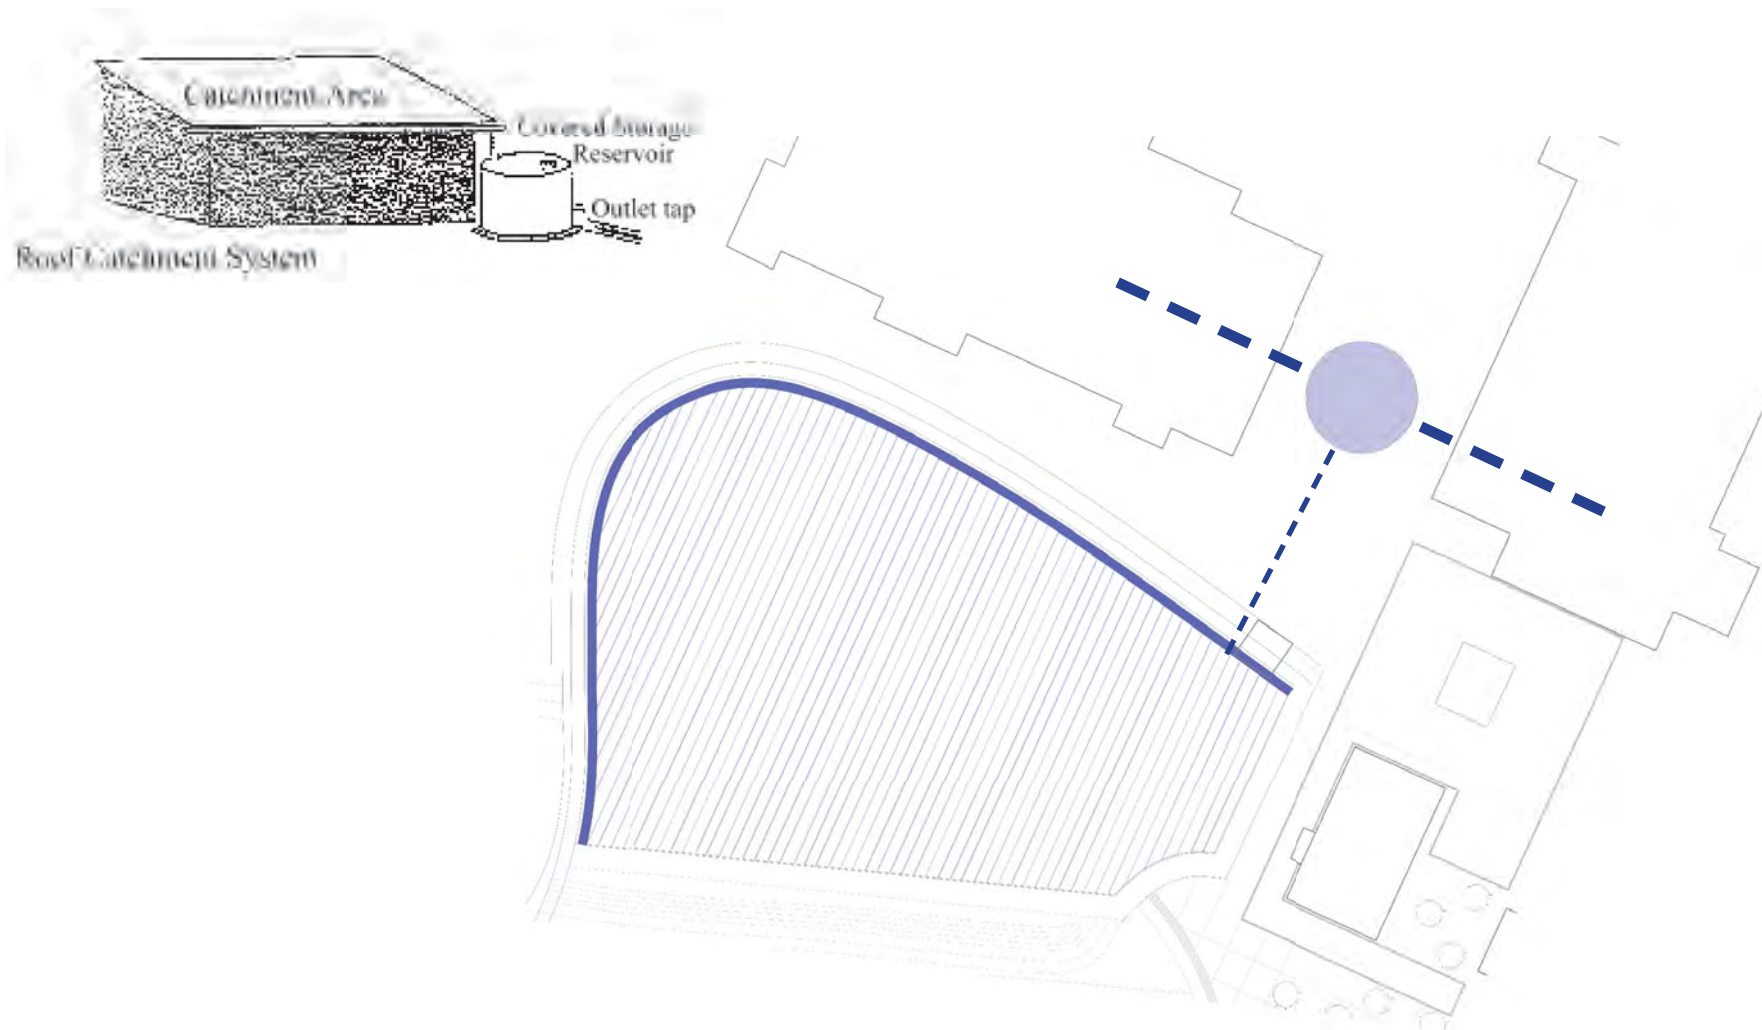 Catchment Area
Covered Storage
Reservoir
Outlet tap
Roof Catchment System